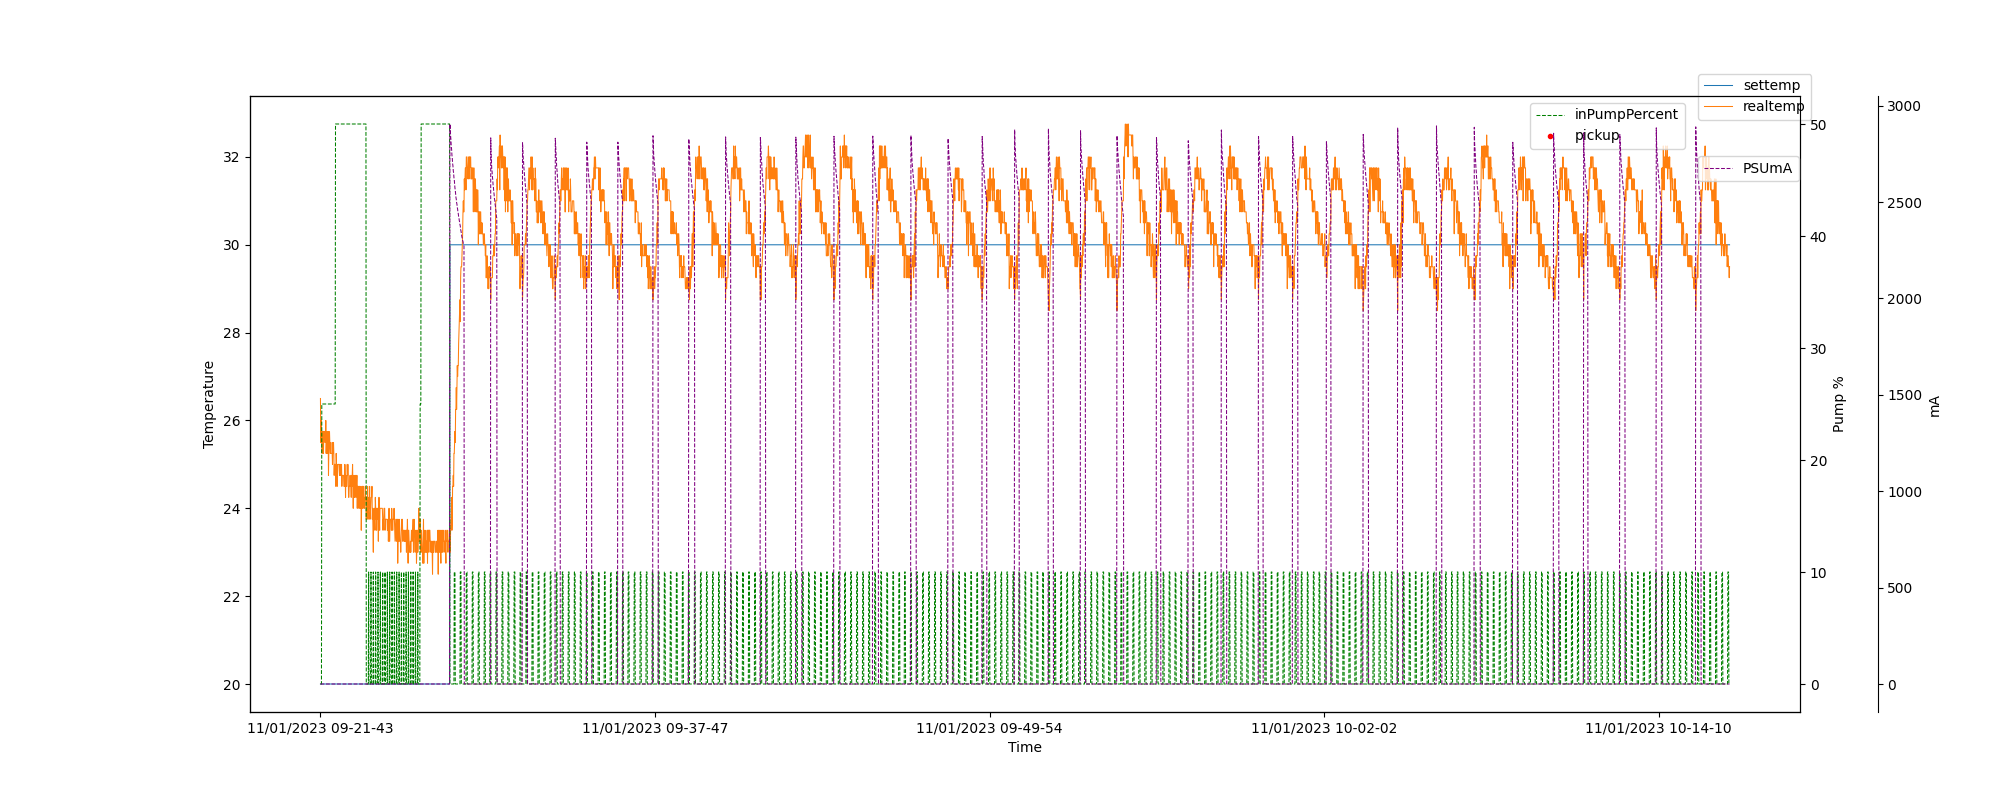 settemp
realtemp
inPumpPercent
pickup
PSUmA
32
30
28
26
24
22
20
Temperature
50
40
30
20
10
0
Pump %
3000
2500
2000
1500
1000
500
0
mA
11/01/2023 09-21-43
11/01/2023 09-37-47
11/01/2023 09-49-54
11/01/2023 10-02-02
11/01/2023 10-14-10
Time